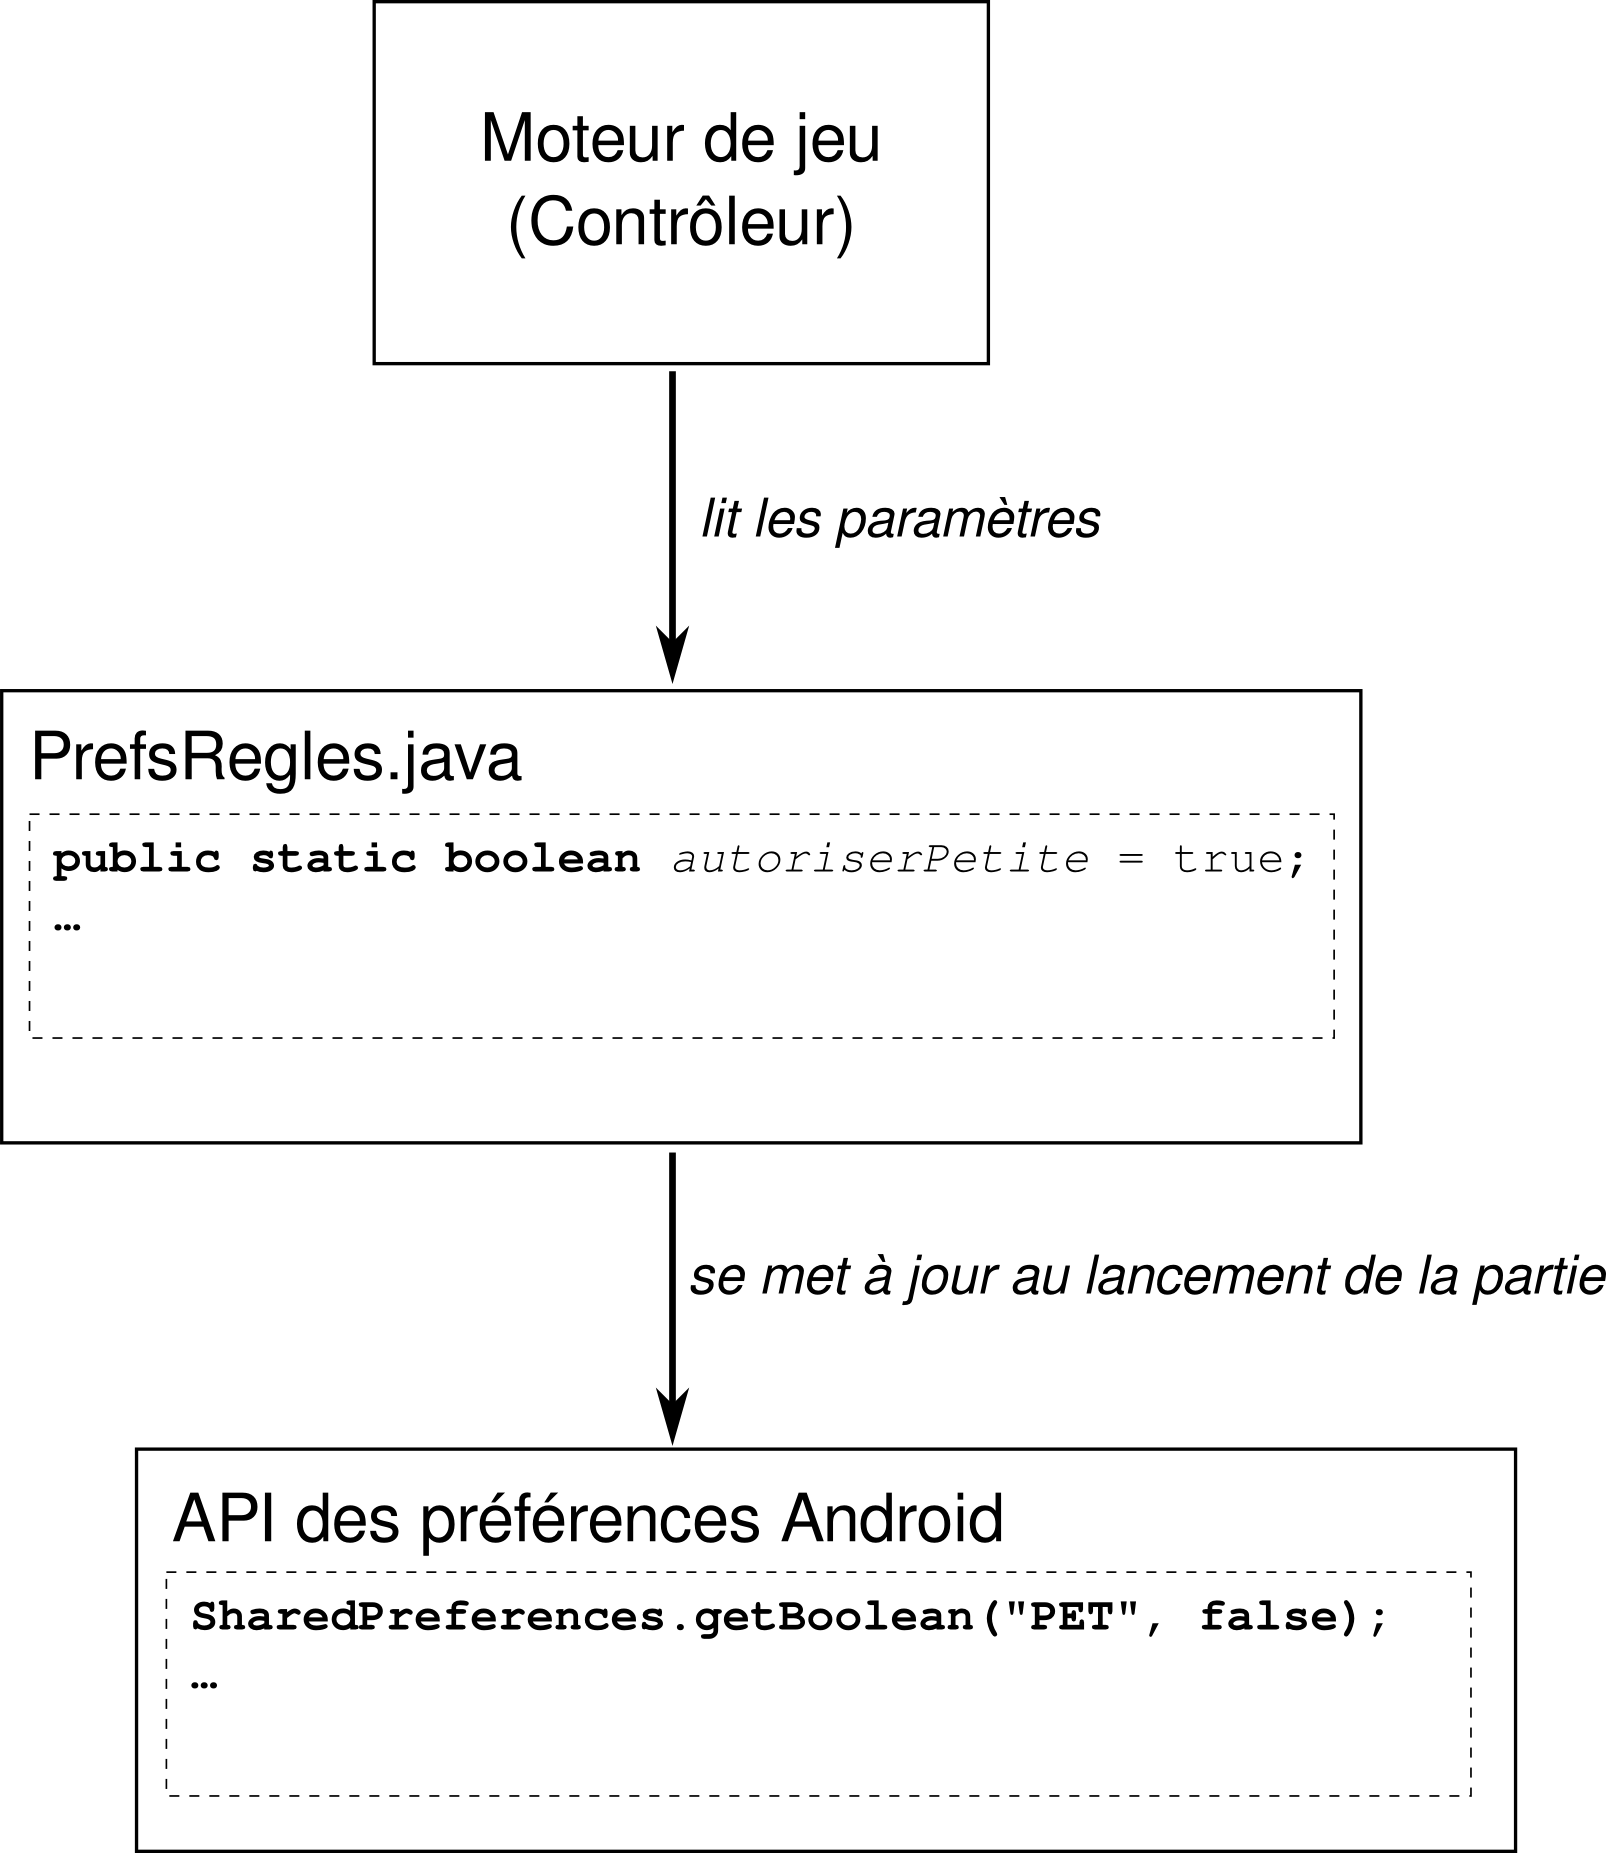 Moteur de jeu
(Contrôleur)
lit les paramètres
PrefsRegles.java
public static boolean autoriserPetite = true;
…
se met à jour au lancement de la partie
API des préférences Android
SharedPreferences.getBoolean("PET", false);
…